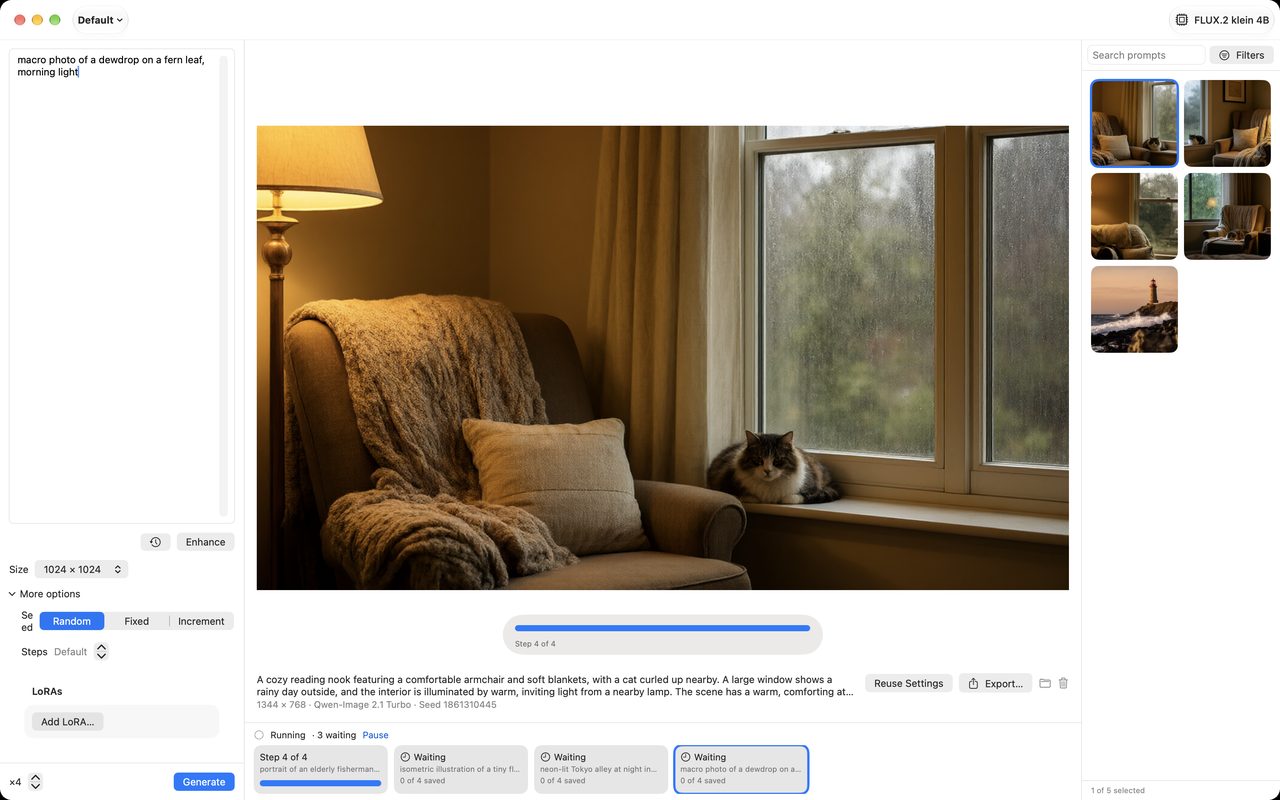 Default
FLUX.2 klein 4B
macro photo of a dewdrop on a fern leaf,
morning light
Enhance
Size
1024 × 1024
More options
Se
ed
Random
Fixed
Increment
Steps
Default
LoRAs
Add LoRA...
×4
Generate
Step 4 of 4
A cozy reading nook featuring a comfortable armchair and soft blankets, with a cat curled up nearby. A large window shows a
rainy day outside, and the interior is illuminated by warm, inviting light from a nearby lamp. The scene has a warm, comforting at...
1344 × 768 · Qwen-Image 2.1 Turbo · Seed 1861310445
Reuse Settings
Export...
Running · 3 waiting Pause
Step 4 of 4
portrait of an elderly fisherman...
Waiting
isometric illustration of a tiny fl...
0 of 4 saved
Waiting
neon-lit Tokyo alley at night in...
0 of 4 saved
Waiting
macro photo of a dewdrop on a...
0 of 4 saved
Search prompts
Filters
1 of 5 selected